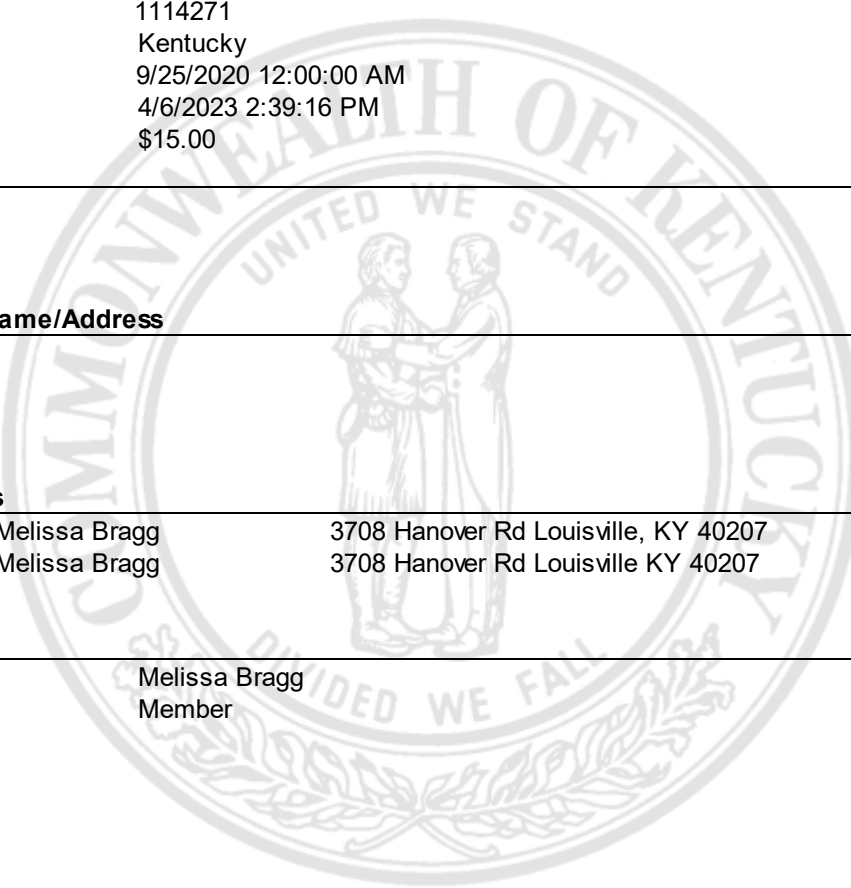 1114271
Kentucky
9/25/2020 12:00:00 AM
4/6/2023 2:39:16 PM
$15.00
COMMONWEALTH OF KENTUCKY
UNITED WE STAND
ame/Address
s
Melissa Bragg 3708 Hanover Rd Louisville, KY 40207
Melissa Bragg 3708 Hanover Rd Louisville KY 40207
DIVIDED WE FALL
Melissa Bragg
Member